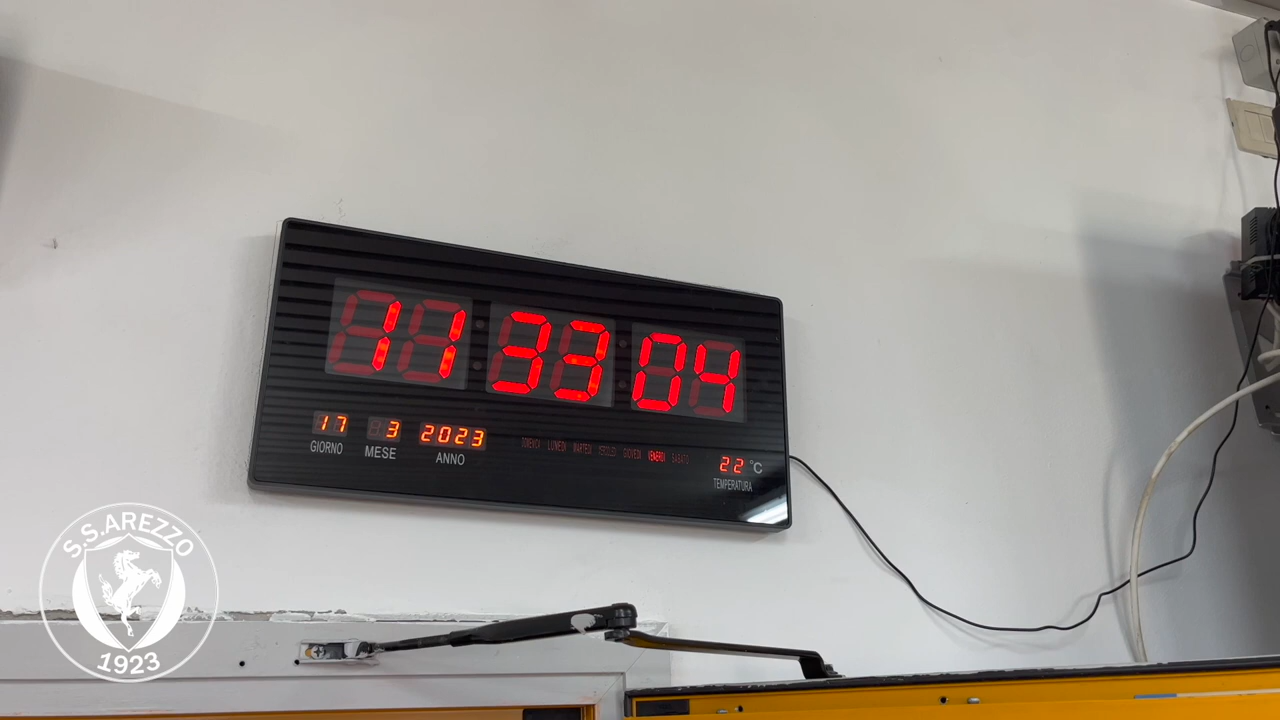 11 33 04
17 3 2023
GIORNO MESE ANNO
DOMENICA LUNEDI MARTEDI GIOVEDI VENERDI SABATO
22 °C
TEMPERATURA
S.S.AREZZO
1923